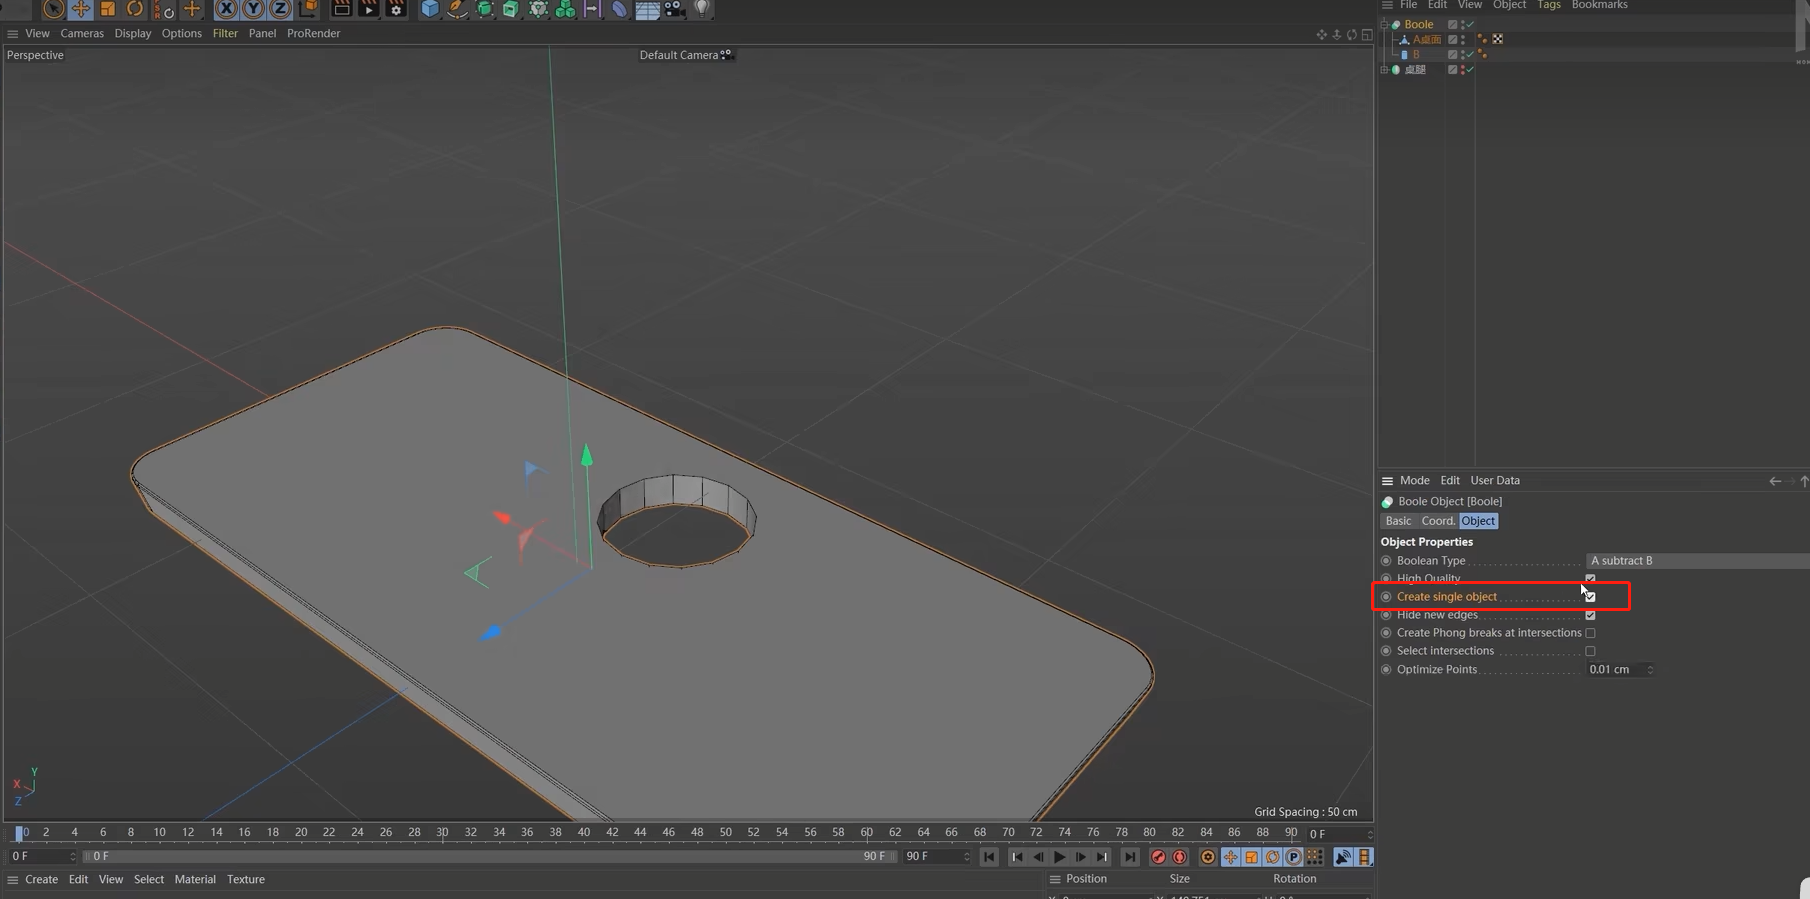 File Edit View Object Tags Bookmarks
Boole
A桌面
B
桌腿
View Cameras Display Options Filter Panel ProRender
Perspective
Default Camera
X Y Z
Mode Edit User Data
Boole Object [Boole]
Basic Coord. Object
Object Properties
Boolean Type A subtract B
High Quality
Create single object
Hide new edges
Create Phong breaks at intersections
Select intersections
Optimize Points 0.01 cm
Y
X
Z
Grid Spacing : 50 cm
0 2 4 6 8 10 12 14 16 18 20 22 24 26 28 30 32 34 36 38 40 42 44 46 48 50 52 54 56 58 60 62 64 66 68 70 72 74 76 78 80 82 84 86 88 90 0 F
0 F 0 F 90 F 90 F
P
Create Edit View Select Material Texture
Position Size Rotation